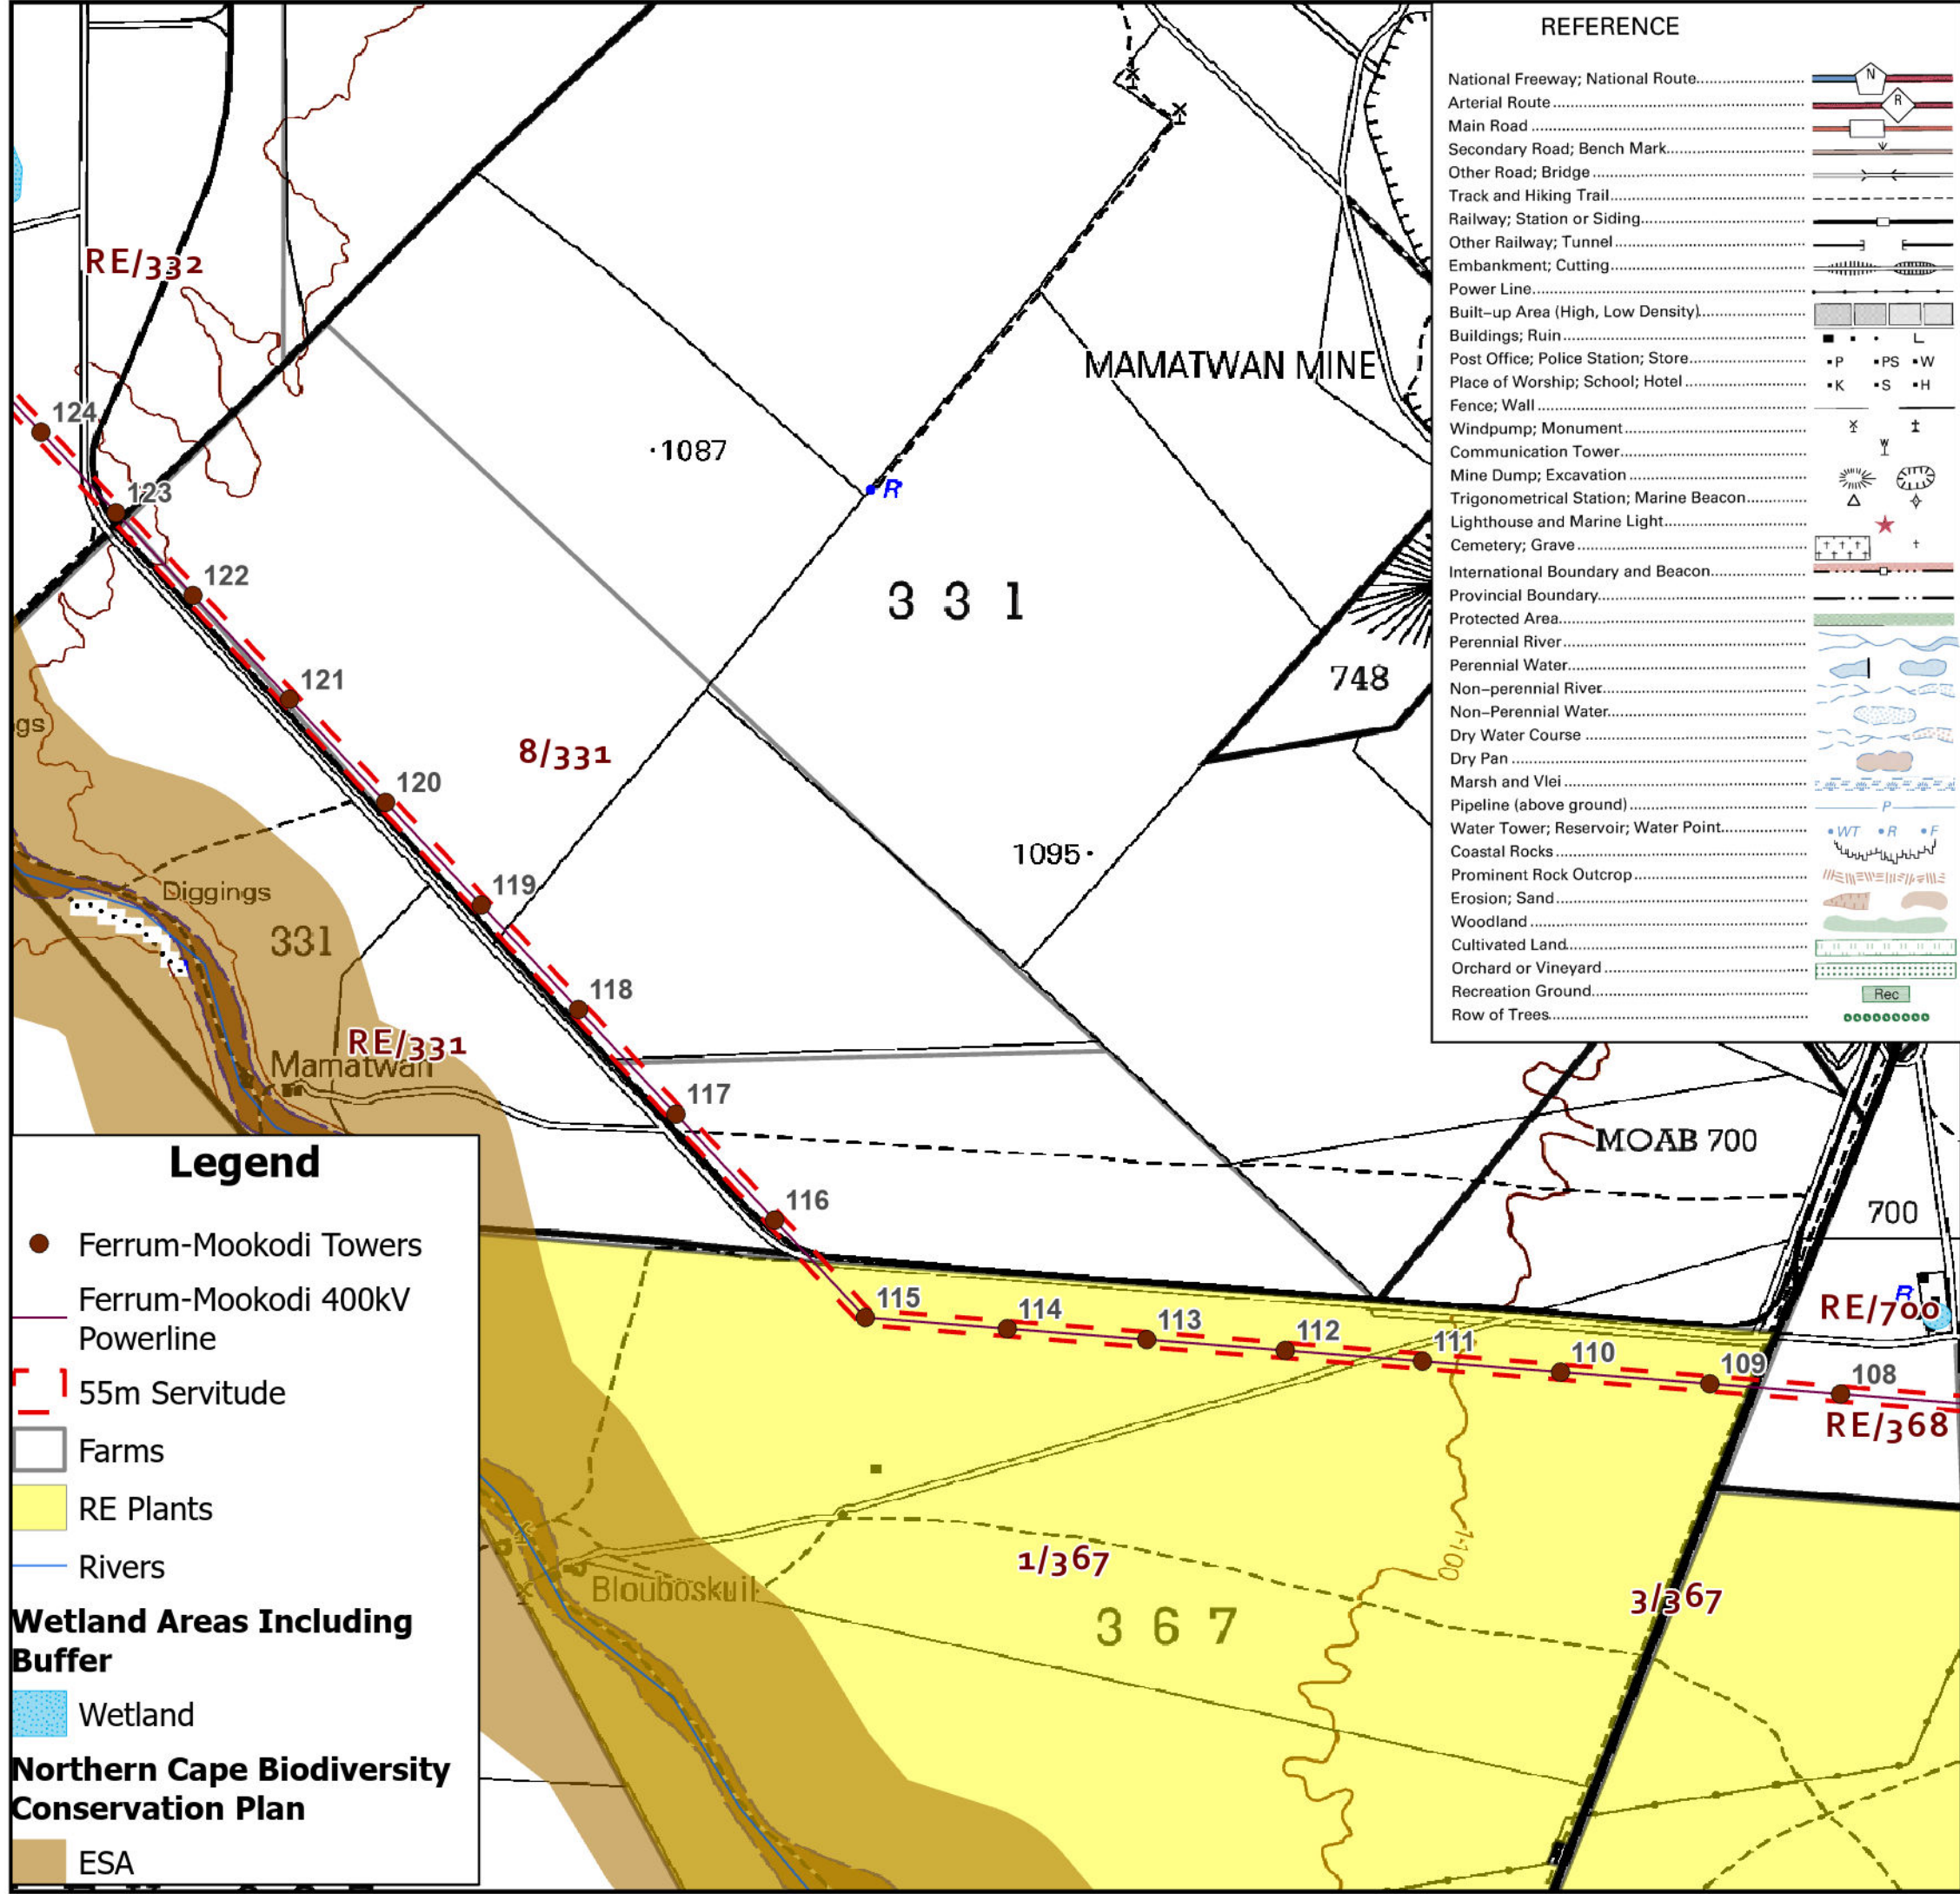 REFERENCE
National Freeway; National Route
N
Arterial Route
R
Main Road
Secondary Road; Bench Mark
Other Road; Bridge
Track and Hiking Trail
Railway; Station or Siding
Other Railway; Tunnel
Embankment; Cutting
Power Line
Built-up Area (High, Low Density)
Buildings; Ruin
Post Office; Police Station; Store
P PS W
Place of Worship; School; Hotel
K S H
Fence; Wall
Windpump; Monument
Communication Tower
Mine Dump; Excavation
Trigonometrical Station; Marine Beacon
Lighthouse and Marine Light
Cemetery; Grave
International Boundary and Beacon
Provincial Boundary
Protected Area
Perennial River
Perennial Water
Non-perennial River
Non-Perennial Water
Dry Water Course
Dry Pan
Marsh and Vlei
Pipeline (above ground)
P
Water Tower; Reservoir; Water Point
WT R F
Coastal Rocks
Prominent Rock Outcrop
Erosion; Sand
Woodland
Cultivated Land
Orchard or Vineyard
Recreation Ground
Rec
Row of Trees
RE/332
MAMATWAN MINE
124
1087
R
123
122
331
748
121
gs
8/331
120
1095
119
Diggings
331
118
RE/331
Mamatwan
117
MOAB 700
116
700
R
RE/700
115
114
113
112
111
110
109
108
RE/368
1100
1/367
Blouboskuil
3/367
367
Legend
Ferrum-Mookodi Towers
Ferrum-Mookodi 400kV
Powerline
55m Servitude
Farms
RE Plants
Rivers
Wetland Areas Including
Buffer
Wetland
Northern Cape Biodiversity
Conservation Plan
ESA